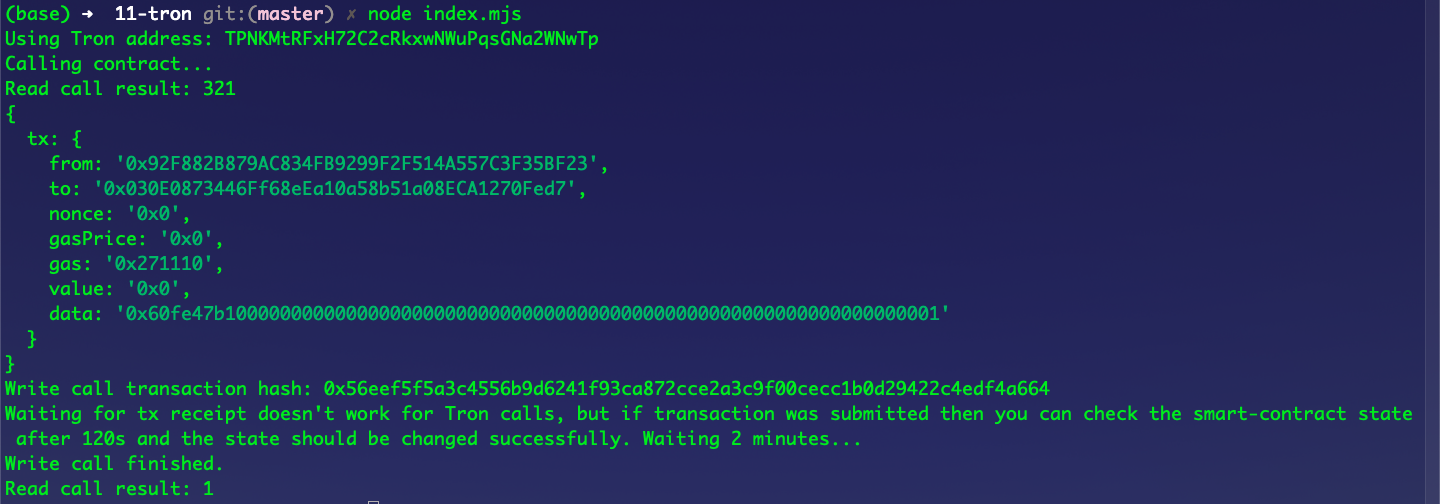 (base) ➜  11-tron git:(master) ✗ node index.mjs
Using Tron address: TPNKMtRFxH72C2cRkxwNWuPqsGNa2WNwTp
Calling contract...
Read call result: 321
{
  tx: {
    from: '0x92F882B879AC834FB9299F2F514A557C3F35BF23',
    to: '0x030E0873446Ff68eEa10a58b51a08ECA1270Fed7',
    nonce: '0x0',
    gasPrice: '0x0',
    gas: '0x271110',
    value: '0x0',
    data: '0x60fe47b10000000000000000000000000000000000000000000000000000000000000001'
  }
}
Write call transaction hash: 0x56eef5f5a3c4556b9d6241f93ca872cce2a3c9f00cecc1b0d29422c4edf4a664
Waiting for tx receipt doesn't work for Tron calls, but if transaction was submitted then you can check the smart-contract state
 after 120s and the state should be changed successfully. Waiting 2 minutes...
Write call finished.
Read call result: 1